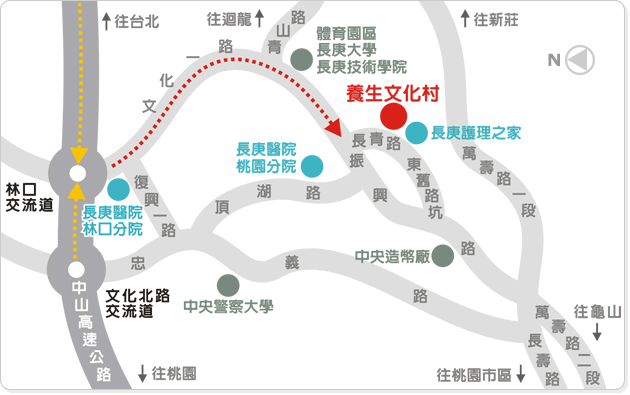 往台北
往迴龍
青山路
往新莊
體育園區
長庚大學
長庚技術學院
N
文化一路
養生文化村
長庚護理之家
長青路
長庚醫院
桃園分院
萬壽路一段
林口
交流道
長庚醫院
林口分院
復興一路
頂湖路
振興路
東舊路坑
忠義路
中央造幣廠
文化北路
交流道
中央警察大學
中山高速公路
往龜山
萬壽路二段
長壽路
往桃園
往桃園市區